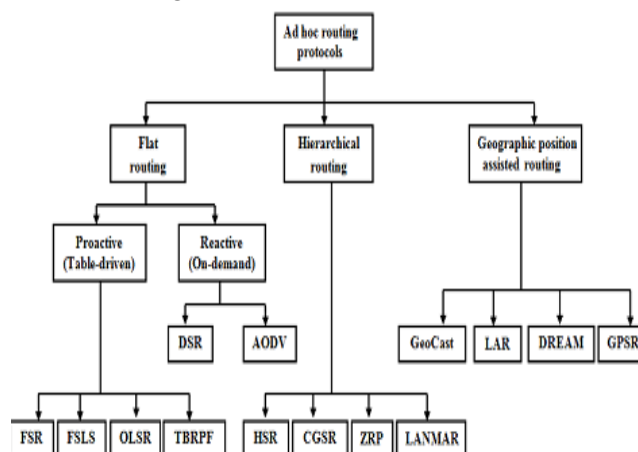 Ad hoc routing
protocols
Flat
routing
Hierarchical
routing
Geographic position
assisted routing
Proactive
(Table-driven)
Reactive
(On-demand)
DSR
AODV
GeoCast
LAR
DREAM
GPSR
FSR
FSLS
OLSR
TBRPF
HSR
CGSR
ZRP
LANMAR